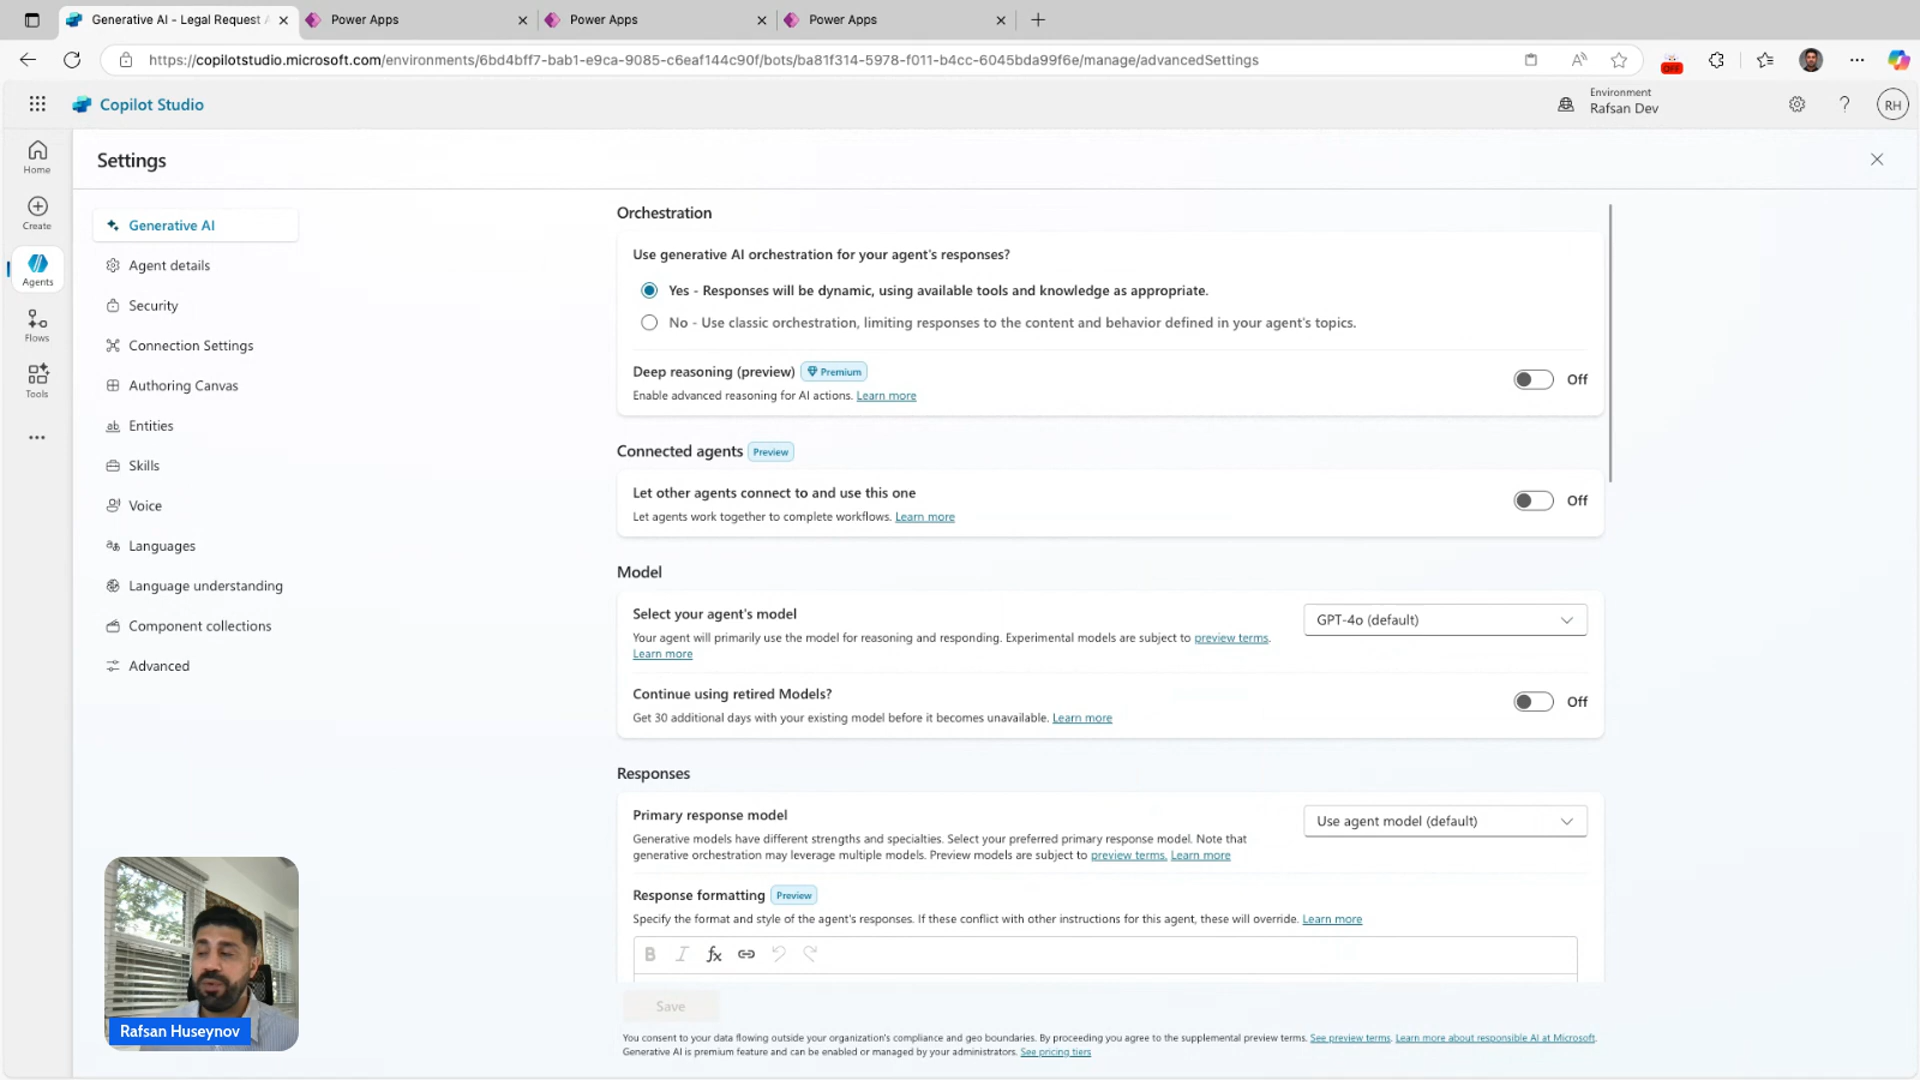 Generative AI - Legal Request A
Power Apps
Power Apps
Power Apps
https://copilotstudio.microsoft.com/environments/6bd4bff7-bab1-e9ca-9085-c6eaf144c90f/bots/ba81f314-5978-f011-b4cc-6045bda99f6e/manage/advancedSettings
OFF
Copilot Studio
Environment
Rafsan Dev
RH
Settings
Home
Create
Agents
Flows
Tools
Generative AI
Agent details
Security
Connection Settings
Authoring Canvas
Entities
Skills
Voice
Languages
Language understanding
Component collections
Advanced
Orchestration
Use generative AI orchestration for your agent's responses?
Yes - Responses will be dynamic, using available tools and knowledge as appropriate.
No - Use classic orchestration, limiting responses to the content and behavior defined in your agent's topics.
Deep reasoning (preview) Premium
Enable advanced reasoning for AI actions. Learn more
Off
Connected agents Preview
Let other agents connect to and use this one
Let agents work together to complete workflows. Learn more
Off
Model
Select your agent's model
Your agent will primarily use the model for reasoning and responding. Experimental models are subject to preview terms.
Learn more
GPT-4o (default)
Continue using retired Models?
Get 30 additional days with your existing model before it becomes unavailable. Learn more
Off
Responses
Primary response model
Generative models have different strengths and specialties. Select your preferred primary response model. Note that
generative orchestration may leverage multiple models. Preview models are subject to preview terms. Learn more
Use agent model (default)
Response formatting Preview
Specify the format and style of the agent's responses. If these conflict with other instructions for this agent, these will override. Learn more
B I fx
Save
You consent to your data flowing outside your organization's compliance and geo boundaries. By proceeding you agree to the supplemental preview terms. See preview terms. Learn more about responsible AI at Microsoft.
Generative AI is premium feature and can be enabled or managed by your administrators. See pricing tiers
Rafsan Huseynov